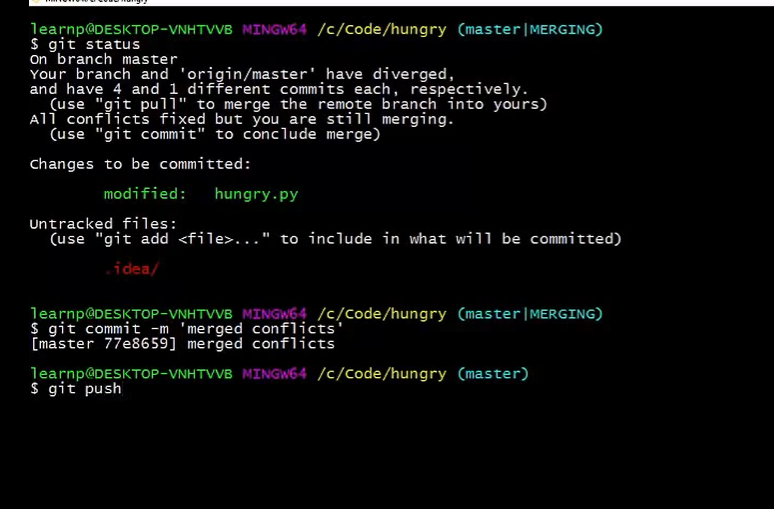 learnp@DESKTOP-VNHTVVB MINGW64 /c/Code/hungry (master|MERGING)
$ git status
On branch master
Your branch and 'origin/master' have diverged,
and have 4 and 1 different commits each, respectively.
  (use "git pull" to merge the remote branch into yours)
All conflicts fixed but you are still merging.
  (use "git commit" to conclude merge)
Changes to be committed:
modified:   hungry.py
Untracked files:
  (use "git add <file>..." to include in what will be committed)
.idea/
learnp@DESKTOP-VNHTVVB MINGW64 /c/Code/hungry (master|MERGING)
$ git commit -m 'merged conflicts'
[master 77e8659] merged conflicts
learnp@DESKTOP-VNHTVVB MINGW64 /c/Code/hungry (master)
$ git push